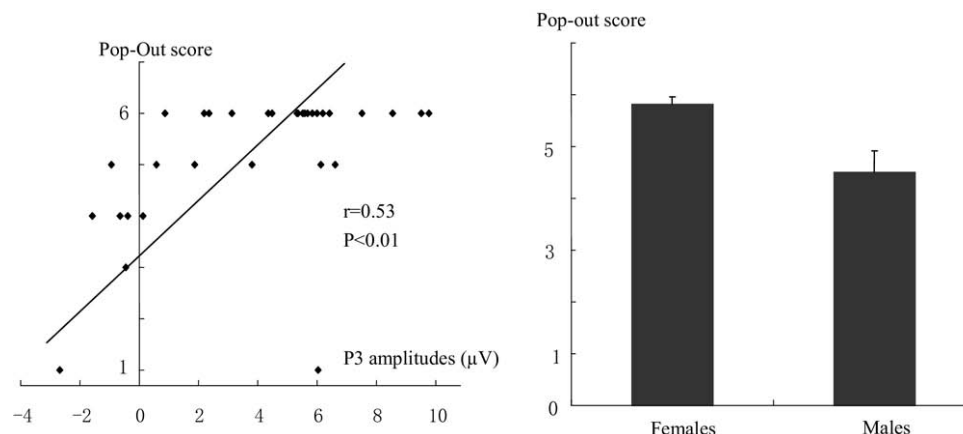 Pop-Out score
6
r=0.53
P<0.01
1
P3 amplitudes (μV)
-4 -2 0 2 4 6 8 10
Pop-out score
5
3
1
0
Females Males